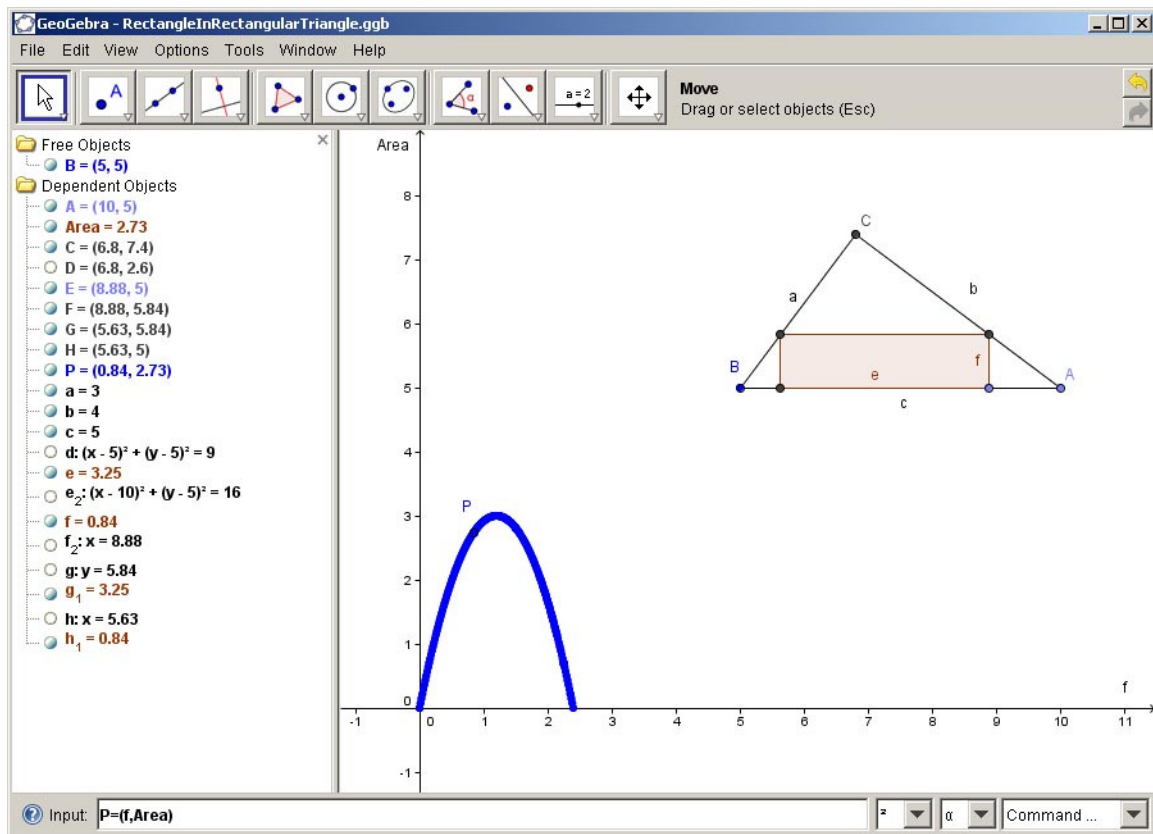 GeoGebra - RectangleInRectangularTriangle.ggb
File Edit View Options Tools Window Help
A
α
a = 2
Move
Drag or select objects (Esc)
Free Objects
B = (5, 5)
Dependent Objects
A = (10, 5)
Area = 2.73
C = (6.8, 7.4)
D = (6.8, 2.6)
E = (8.88, 5)
F = (8.88, 5.84)
G = (5.63, 5.84)
H = (5.63, 5)
P = (0.84, 2.73)
a = 3
b = 4
c = 5
d: (x - 5)² + (y - 5)² = 9
e = 3.25
e₂: (x - 10)² + (y - 5)² = 16
f = 0.84
f₂: x = 8.88
g: y = 5.84
g₁ = 3.25
h: x = 5.63
h₁ = 0.84
Area
8
7
6
5
4
3
2
1
0
-1
C
a
b
B
f
A
e
c
P
f
-1 0 1 2 3 4 5 6 7 8 9 10 11
Input: P=(f,Area)
²
α
Command ...